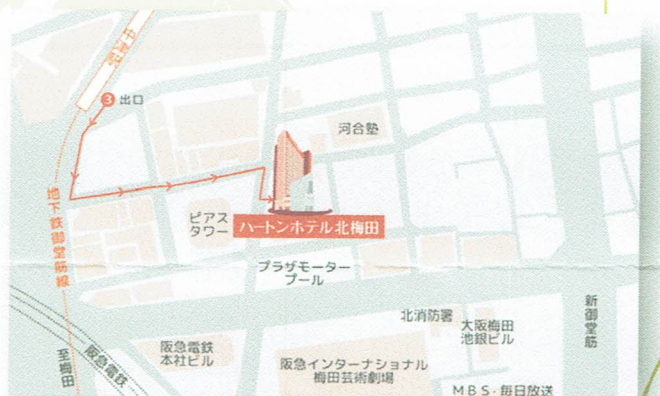 中津駅
3 出口
河合塾
地下鉄御堂筋線
ピアス
タワー
ハートンホテル北梅田
プラザモーター
プール
新御堂筋
北消防署
大阪梅田
池銀ビル
至梅田
阪急電鉄
阪急電鉄
本社ビル
阪急インターナショナル
梅田芸術劇場
MBS・毎日放送